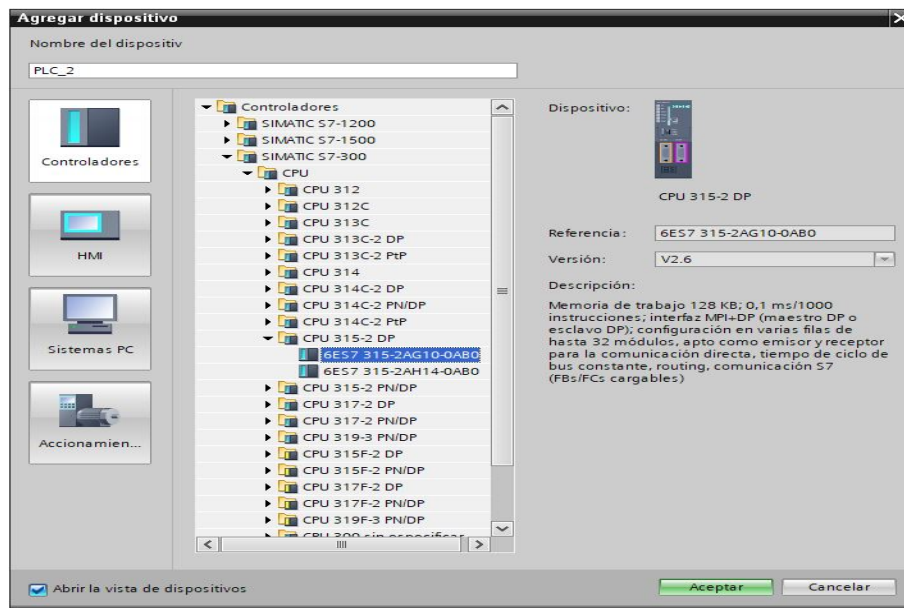 Agregar dispositivo
Nombre del dispositiv
PLC_2
Controladores
HMI
Sistemas PC
Accionamien...
Controladores
SIMATIC S7-1200
SIMATIC S7-1500
SIMATIC S7-300
CPU
CPU 312
CPU 312C
CPU 313C
CPU 313C-2 DP
CPU 313C-2 PtP
CPU 314
CPU 314C-2 DP
CPU 314C-2 PN/DP
CPU 314C-2 PtP
CPU 315-2 DP
6ES7 315-2AG10-0AB0
6ES7 315-2AH14-0AB0
CPU 315-2 PN/DP
CPU 317-2 DP
CPU 317-2 PN/DP
CPU 319-3 PN/DP
CPU 315F-2 DP
CPU 315F-2 PN/DP
CPU 317F-2 DP
CPU 317F-2 PN/DP
CPU 319F-3 PN/DP
CPU 300 sin especificar
Dispositivo:
CPU 315-2 DP
Referencia: 6ES7 315-2AG10-0AB0
Versión: V2.6
Descripción:
Memoria de trabajo 128 KB; 0,1 ms/1000
instrucciones; interfaz MPI+DP (maestro DP o
esclavo DP); configuración en varias filas de
hasta 32 módulos, apto como emisor y receptor
para la comunicación directa, tiempo de ciclo de
bus constante, routing, comunicación S7
(FBs/FCs cargables)
Abrir la vista de dispositivos
Aceptar
Cancelar